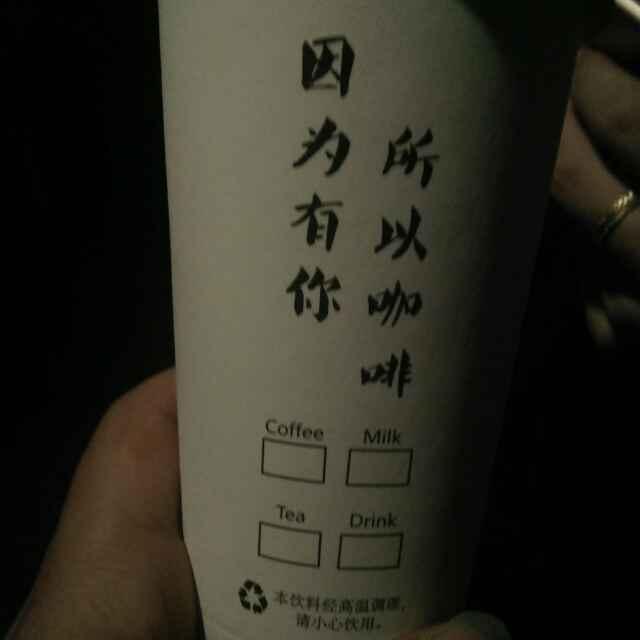 因为有你
所以咖啡
Coffee Milk
Tea Drink
本饮料经高温调磨，
请小心饮用。